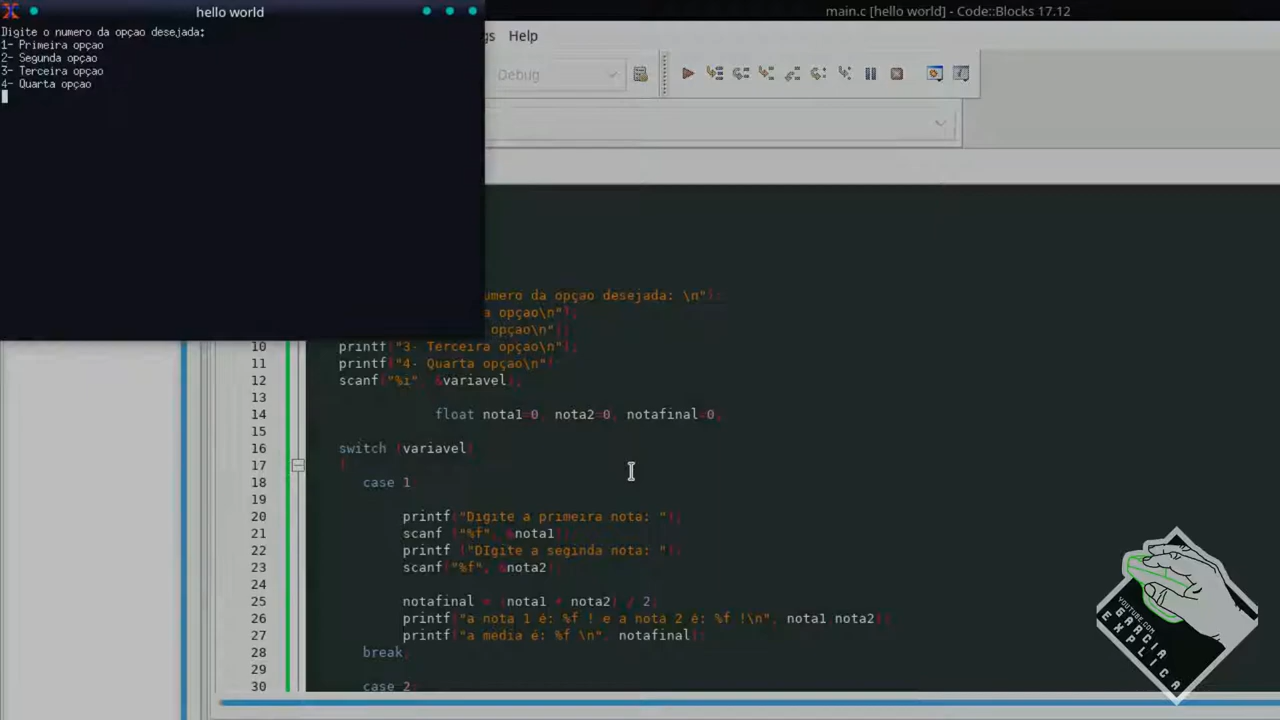 hello world
main.c [hello world] - Code::Blocks 17.12
Digite o numero da opçao desejada:
1- Primeira opçao
2- Segunda opçao
3- Terceira opçao
4- Quarta opçao
gs Help
Debug
umero da opçao desejada: \n");
a opçao\n");
opçao\n");
10 printf("3- Terceira opçao\n");
11 printf("4- Quarta opçao\n");
12 scanf("%i", &variavel);
13
14 float nota1=0, nota2=0, notafinal=0;
15
16 switch (variavel)
17 {
18 case 1:
19
20 printf("Digite a primeira nota: ");
21 scanf ("%f", &nota1);
22 printf ("DIgite a seginda nota: ");
23 scanf("%f", &nota2);
24
25 notafinal = (nota1 + nota2) / 2;
26 printf("a nota 1 é: %f ! e a nota 2 é: %f !\n", nota1,nota2);
27 printf("a media é: %f \n", notafinal);
28 break;
29
30 case 2:
YOUTUBE.COM
GARCIA
EXPLICA